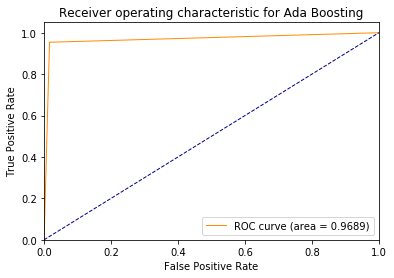 Receiver operating characteristic for Ada Boosting
True Positive Rate
1.0
0.8
0.6
0.4
0.2
0.0
ROC curve (area = 0.9689)
0.0 0.2 0.4 0.6 0.8 1.0
False Positive Rate